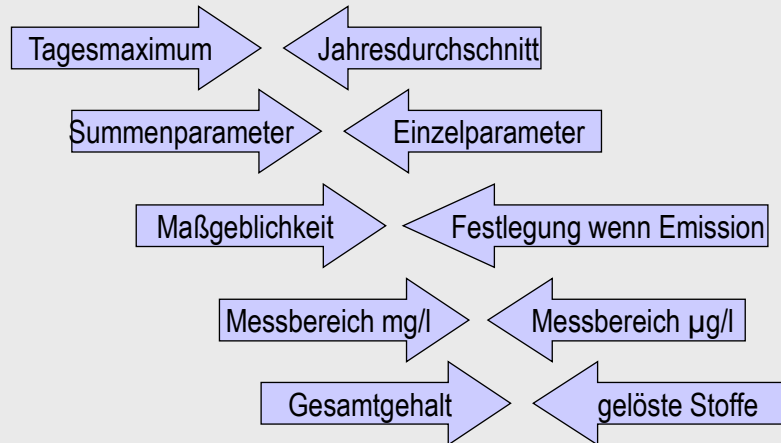 Tagesmaximum Jahresdurchschnitt
Summenparameter Einzelparameter
Maßgeblichkeit Festlegung wenn Emission
Messbereich mg/l Messbereich µg/l
Gesamtgehalt gelöste Stoffe